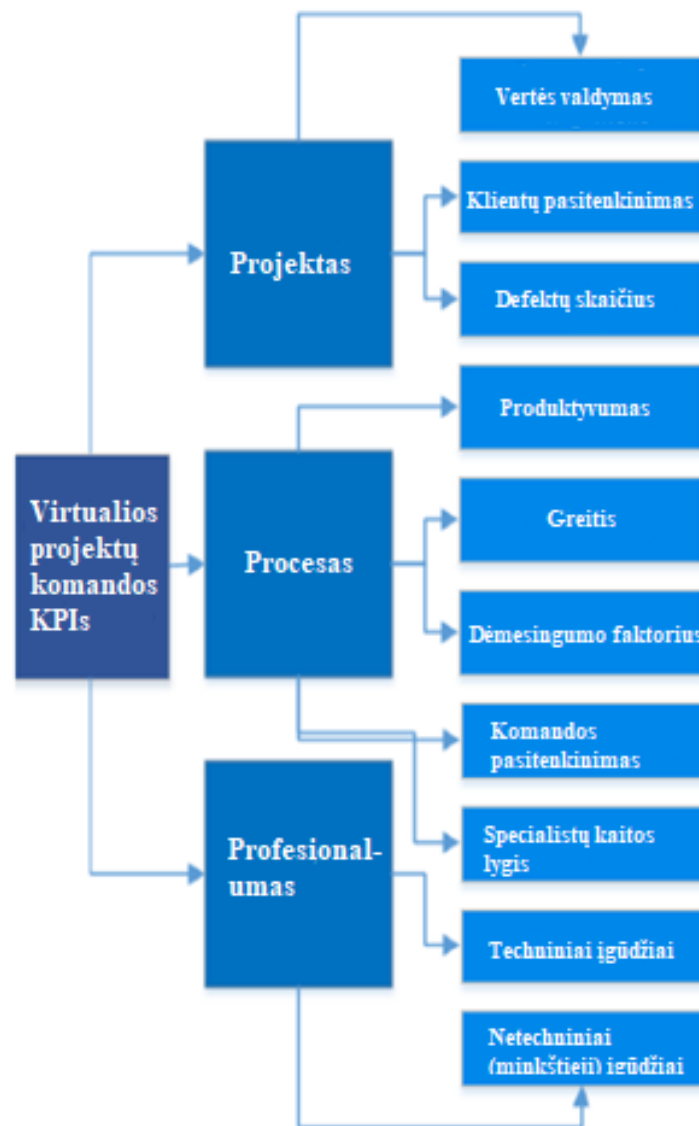 Vertės valdymas
Klientų pasitenkinimas
Projektas
Defektų skaičius
Produktyvumas
Virtualios
projektų
komandos
KPIs
Greitis
Procesas
Dėmesingumo faktorius
Komandos
pasitenkinimas
Profesional-
umas
Specialistų kaitos
lygis
Techniniai įgūdžiai
Netechniniai
(minkštieji) įgūdžiai